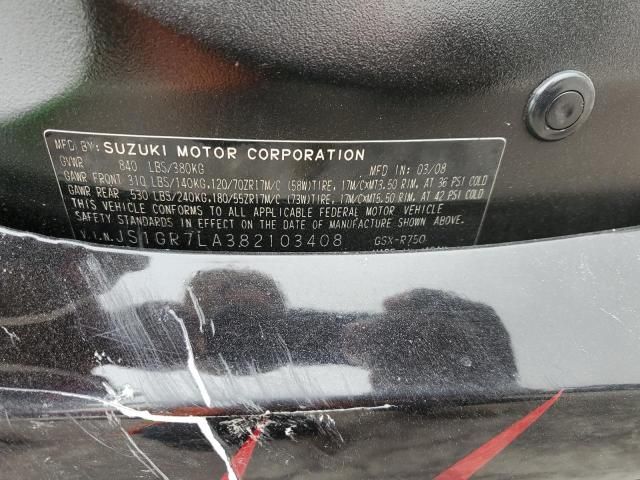 MFD.BY:SUZUKI MOTOR CORPORATION
GVWR 840 LBS/380KG MFD IN: 03/08
GAWR FRONT 310 LBS/140KG,120/70ZR17M/C (58W)TIRE, 17M/CXMT3.50 RIM, AT 36 PSI COLD
GAWR REAR 530 LBS/240KG,180/55ZR17M/C (73W)TIRE, 17M/CXMT5.50 RIM, AT 42 PSI COLD
THIS VEHICLE CONFORMS TO ALL APPLICABLE FEDERAL MOTOR VEHICLE
SAFETY STANDARDS IN EFFECT ON THE DATE OF MANUFACTURE SHOWN ABOVE.
V.I.N.JS1GR7LA382103408 GSX-R750